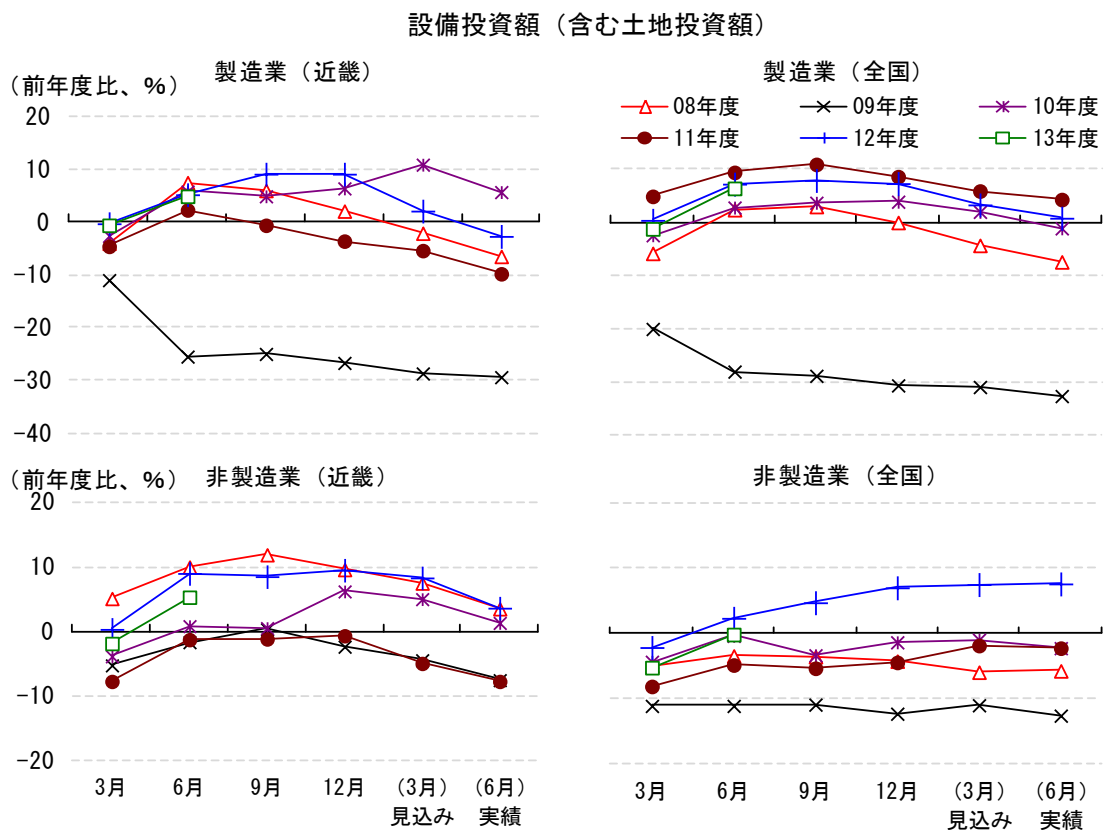 設備投資額（含む土地投資額）
（前年度比、％）
製造業（近畿）
20
10
0
-10
-20
-30
-40
製造業（全国）
08年度 09年度 10年度
11年度 12年度 13年度
（前年度比、％）
非製造業（近畿）
20
10
0
-10
-20
3月 6月 9月 12月 （3月） （6月）
見込み 実績
非製造業（全国）
3月 6月 9月 12月 （3月） （6月）
見込み 実績